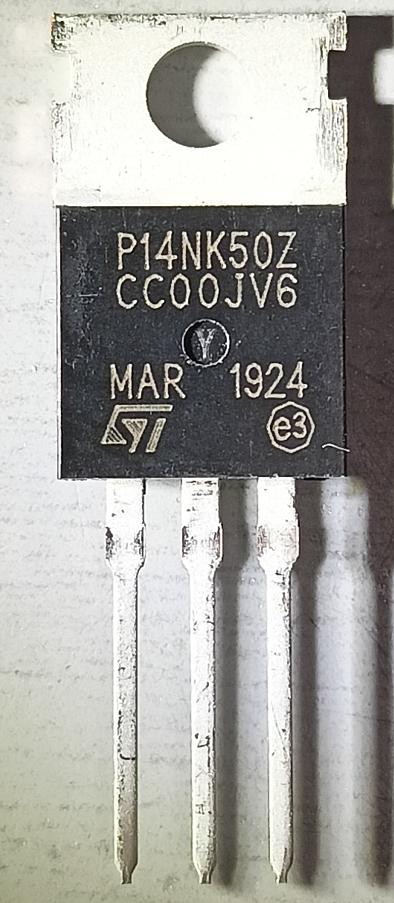 P14NK50Z
CC00JV6
Y
MAR 1924
ST e3